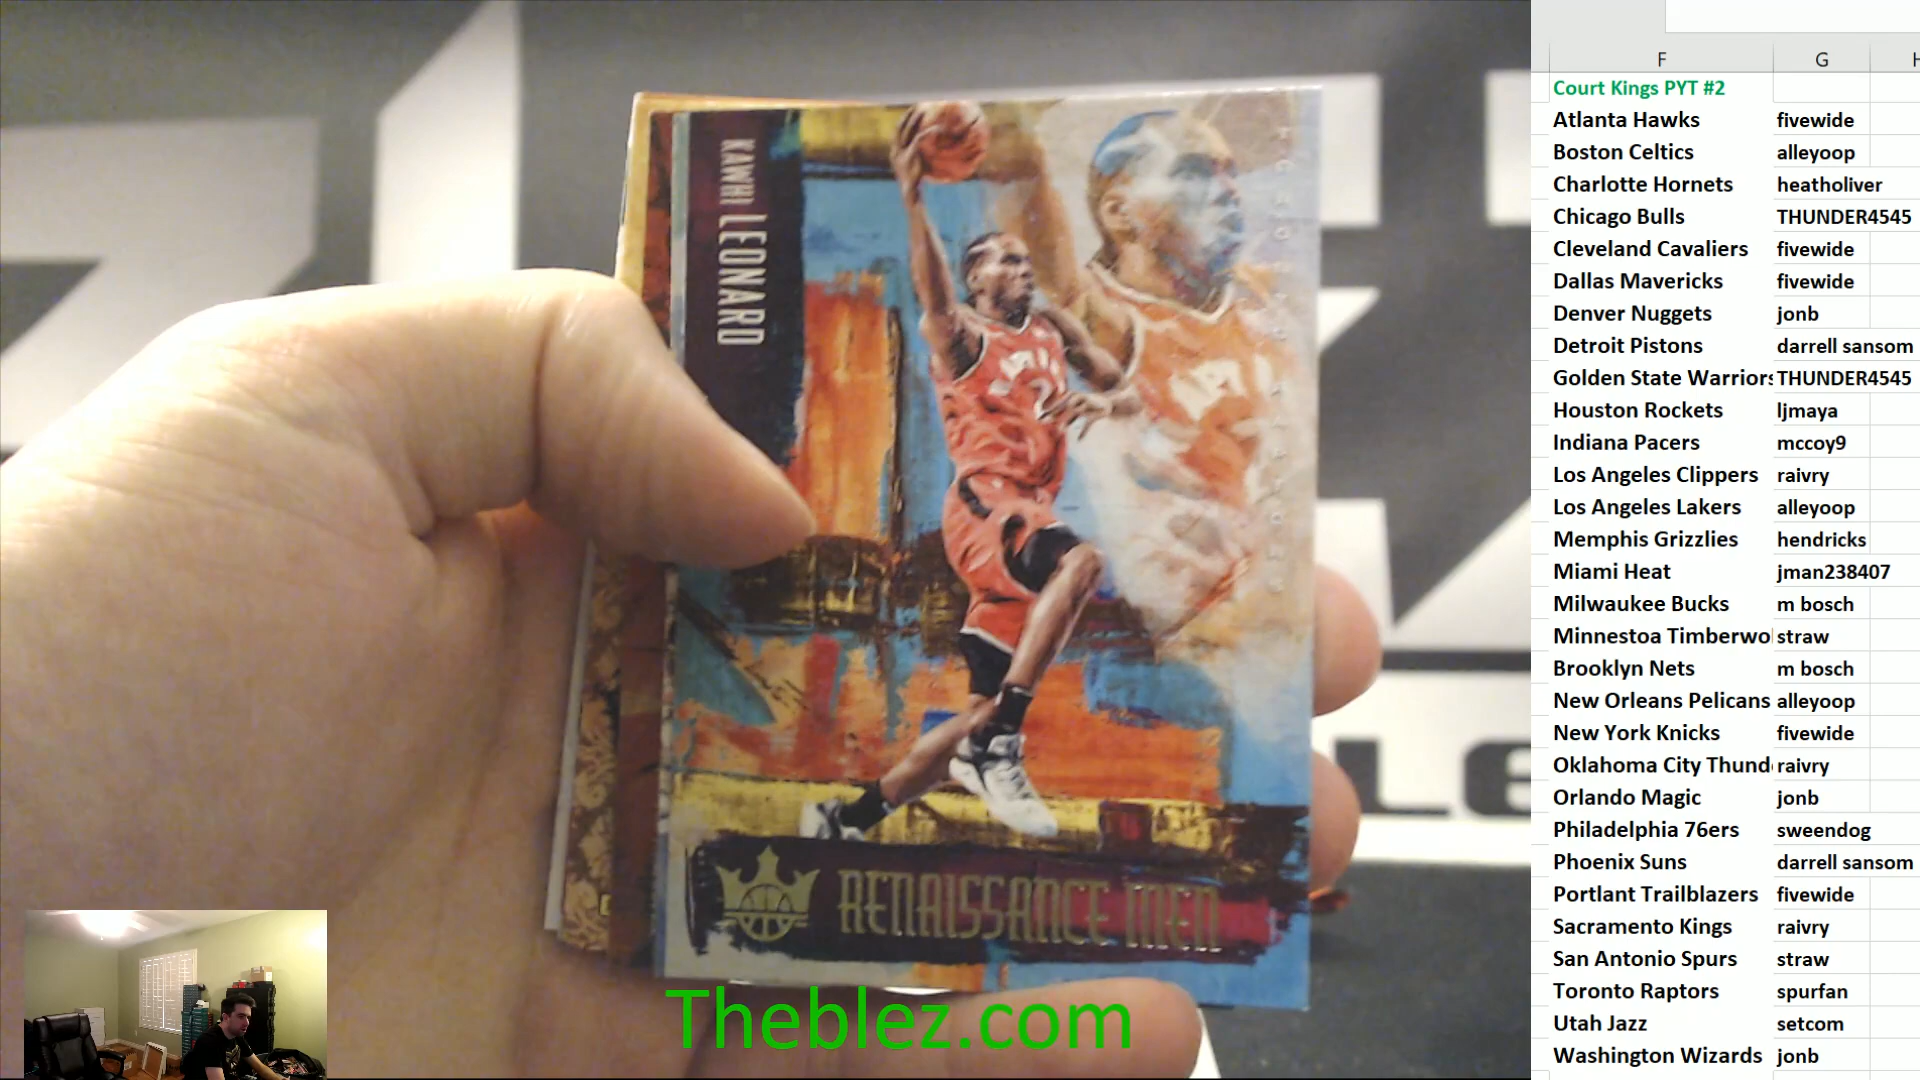 KAWHI LEONARD
RENAISSANCE MEN
Theblez.com
F G H
Court Kings PYT #2
Atlanta Hawks fivewide
Boston Celtics alleyoop
Charlotte Hornets heatholiver
Chicago Bulls THUNDER4545
Cleveland Cavaliers fivewide
Dallas Mavericks fivewide
Denver Nuggets jonb
Detroit Pistons darrell sansom
Golden State Warriors THUNDER4545
Houston Rockets ljmaya
Indiana Pacers mccoy9
Los Angeles Clippers raivry
Los Angeles Lakers alleyoop
Memphis Grizzlies hendricks
Miami Heat jman238407
Milwaukee Bucks m bosch
Minnestoa Timberwol straw
Brooklyn Nets m bosch
New Orleans Pelicans alleyoop
New York Knicks fivewide
Oklahoma City Thund raivry
Orlando Magic jonb
Philadelphia 76ers sweendog
Phoenix Suns darrell sansom
Portlant Trailblazers fivewide
Sacramento Kings raivry
San Antonio Spurs straw
Toronto Raptors spurfan
Utah Jazz setcom
Washington Wizards jonb